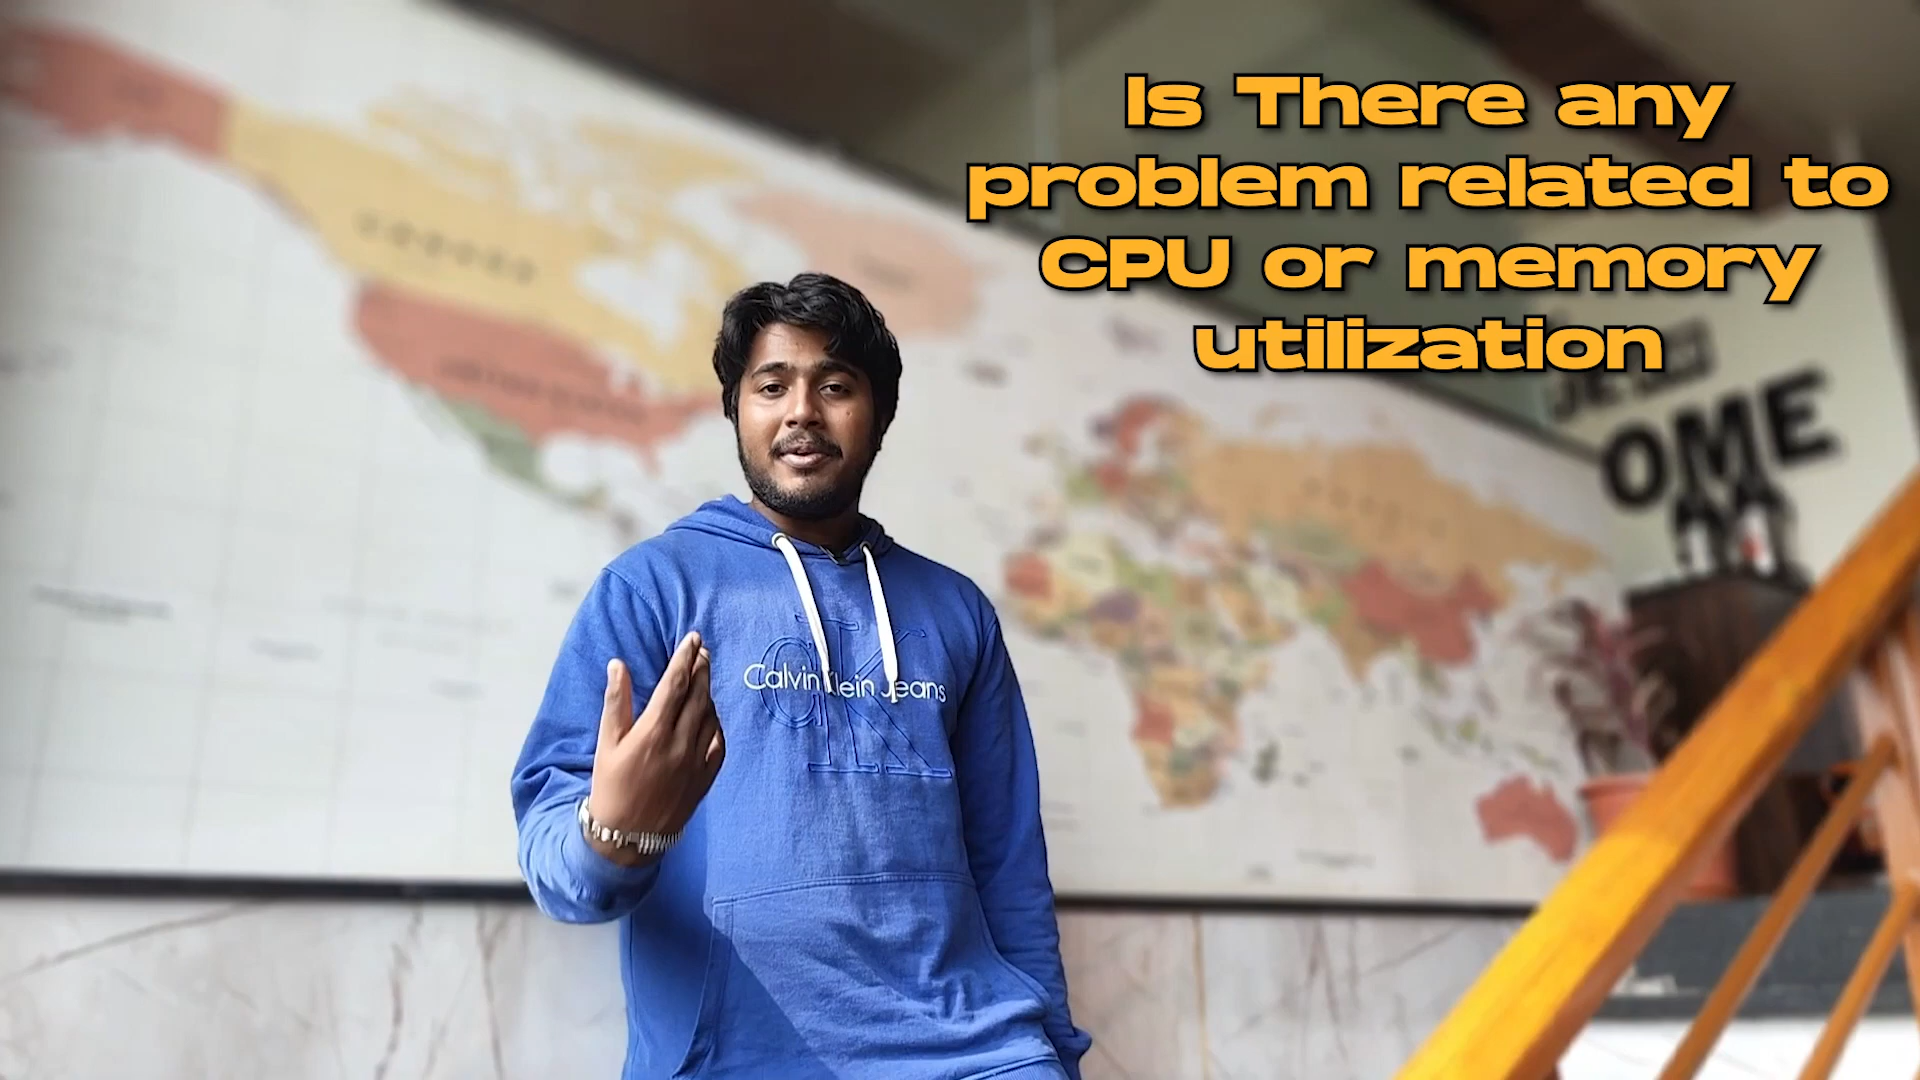 Is There any
problem related to
CPU or memory
utilization
OME
Calvin Klein Jeans